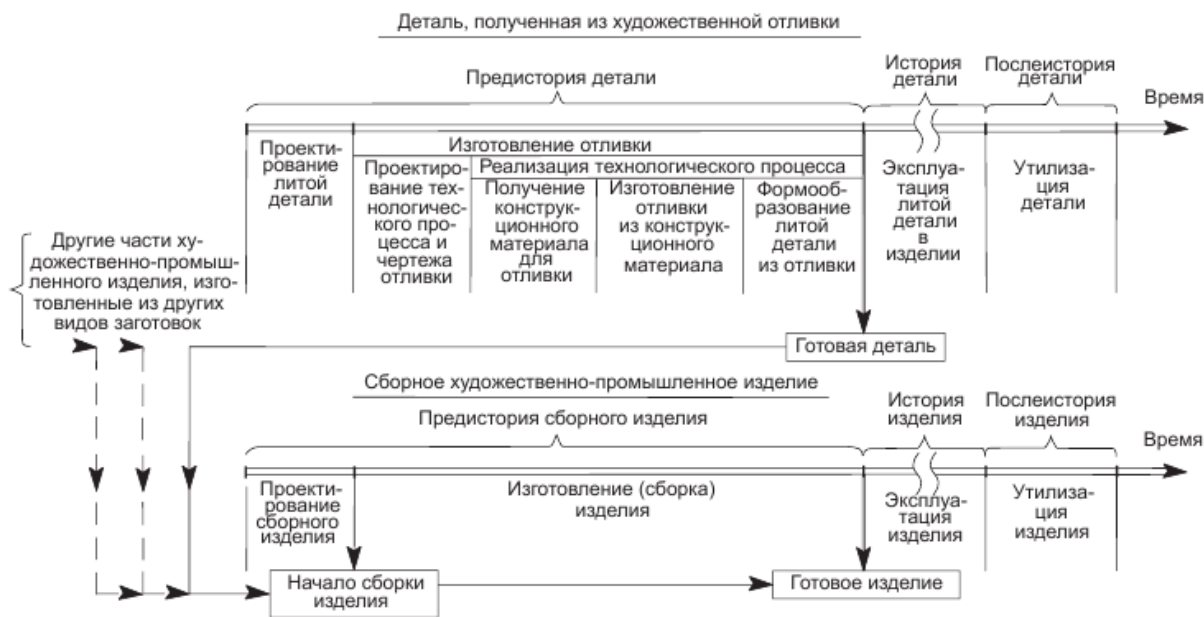 Деталь, полученная из художественной отливки
Предистория детали
История
детали
Послеистория
детали
Время
Проекти-
рование
литой
детали
Изготовление отливки
Проектиро-
вание тех-
нологичес-
кого про-
цесса и
чертежа
отливки
Реализация технологического процесса
Получение
конструк-
ционного
материала
для
отливки
Изготовление
отливки
из конструк-
ционного
материала
Формооб-
разование
литой
детали
из отливки
Эксплуа-
тация
литой
детали
в
изделии
Утилиза-
ция
детали
Другие части ху-
дожественно-промыш-
ленного изделия, изго-
товленные из других
видов заготовок
Готовая деталь
Сборное художественно-промышленное изделие
Предистория сборного изделия
История
изделия
Послеистория
изделия
Время
Проекти-
рование
сборного
изделия
Изготовление (сборка)
изделия
Эксплуа-
тация
изделия
Утилиза-
ция
изделия
Начало сборки
изделия
Готовое изделие